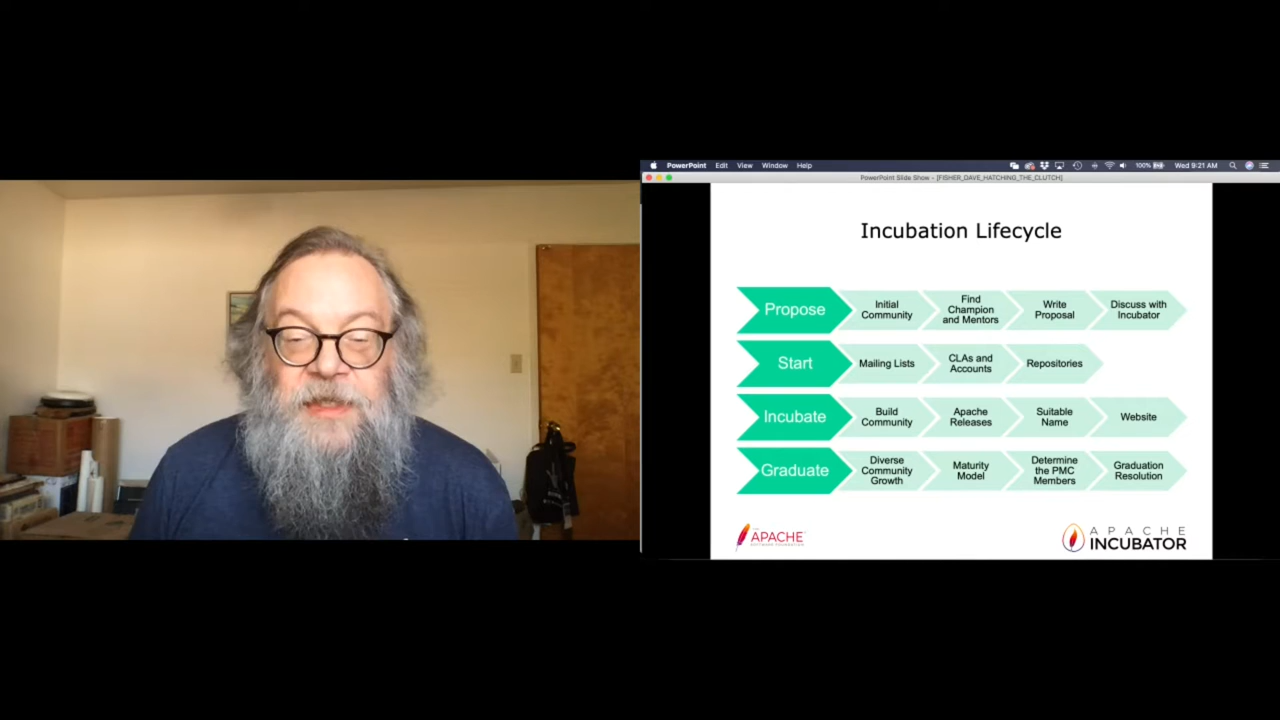 PowerPoint Edit View Window Help 100% Wed 9:21 AM
PowerPoint Slide Show - [FISHER_DAVE_HATCHING_THE_CLUTCH]
Incubation Lifecycle
Propose
Initial
Community
Find
Champion
and Mentors
Write
Proposal
Discuss with
Incubator
Start
Mailing Lists
CLAs and
Accounts
Repositories
Incubate
Build
Community
Apache
Releases
Suitable
Name
Website
Graduate
Diverse
Community
Growth
Maturity
Model
Determine
the PMC
Members
Graduation
Resolution
APACHE
APACHE
INCUBATOR